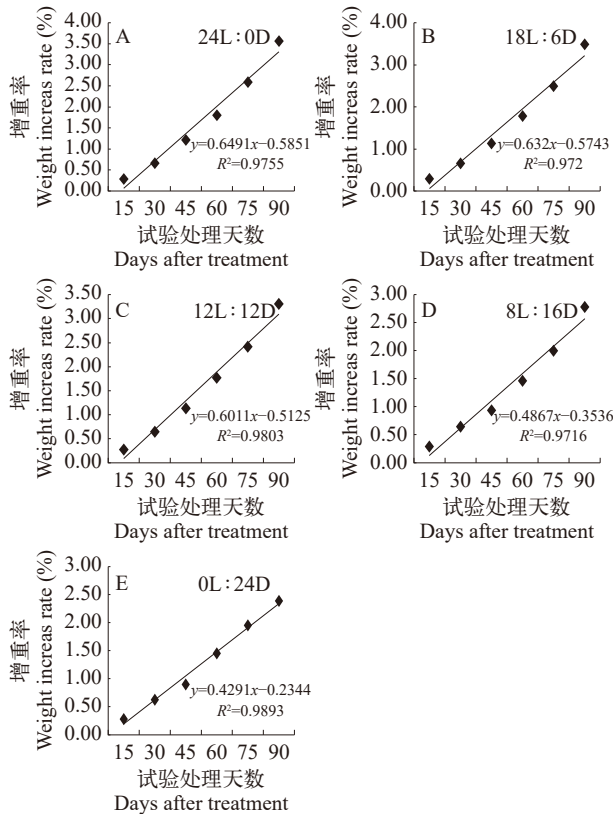 A 24L：0D
4.00
3.50
3.00
2.50
2.00
1.50
1.00
0.50
0.00
增重率
Weight increas rate (%)
y=0.6491x−0.5851
R²=0.9755
15 30 45 60 75 90
试验处理天数
Days after treatment
B 18L：6D
4.00
3.00
2.00
1.00
0.00
增重率
Weight increas rate (%)
y=0.632x−0.5743
R²=0.972
15 30 45 60 75 90
试验处理天数
Days after treatment
C 12L：12D
3.50
3.00
2.50
2.00
1.50
1.00
0.50
0.00
增重率
Weight increas rate (%)
y=0.6011x−0.5125
R²=0.9803
15 30 45 60 75 90
试验处理天数
Days after treatment
D 8L：16D
3.00
2.50
2.00
1.50
1.00
0.50
0.00
增重率
Weight increas rate (%)
y=0.4867x−0.3536
R²=0.9716
15 30 45 60 75 90
试验处理天数
Days after treatment
E 0L：24D
3.00
2.50
2.00
1.50
1.00
0.50
0.00
增重率
Weight increas rate (%)
y=0.4291x−0.2344
R²=0.9893
15 30 45 60 75 90
试验处理天数
Days after treatment